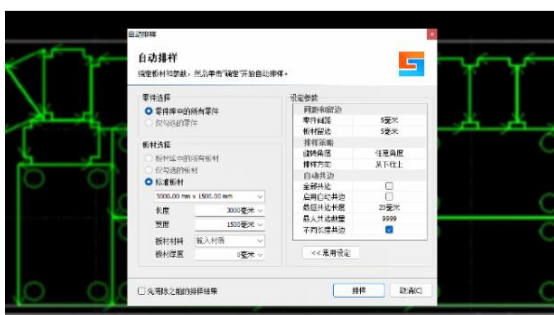 自动排样
自动排样
指定板材和参数，然后单击“确定”开始自动排样。
零件选择
零件库中的所有零件
仅勾选的零件
板材选择
板材库中的所有板材
仅勾选的板材
标准板材
3000.00 mm x 1500.00 mm
长度 3000毫米
宽度 1500毫米
板材材质 输入材质
板材厚度 0毫米
设定参数
间距和留边
零件间距 5毫米
板材留边 5毫米
排样策略
旋转角度 任意角度
排样方向 从下往上
自动共边
全部共边
启用自动共边
最短共边长度 20毫米
最大共边数量 9999
不同长度共边
<< 常用设定
先清除之前的排样结果
排样 取消(C)